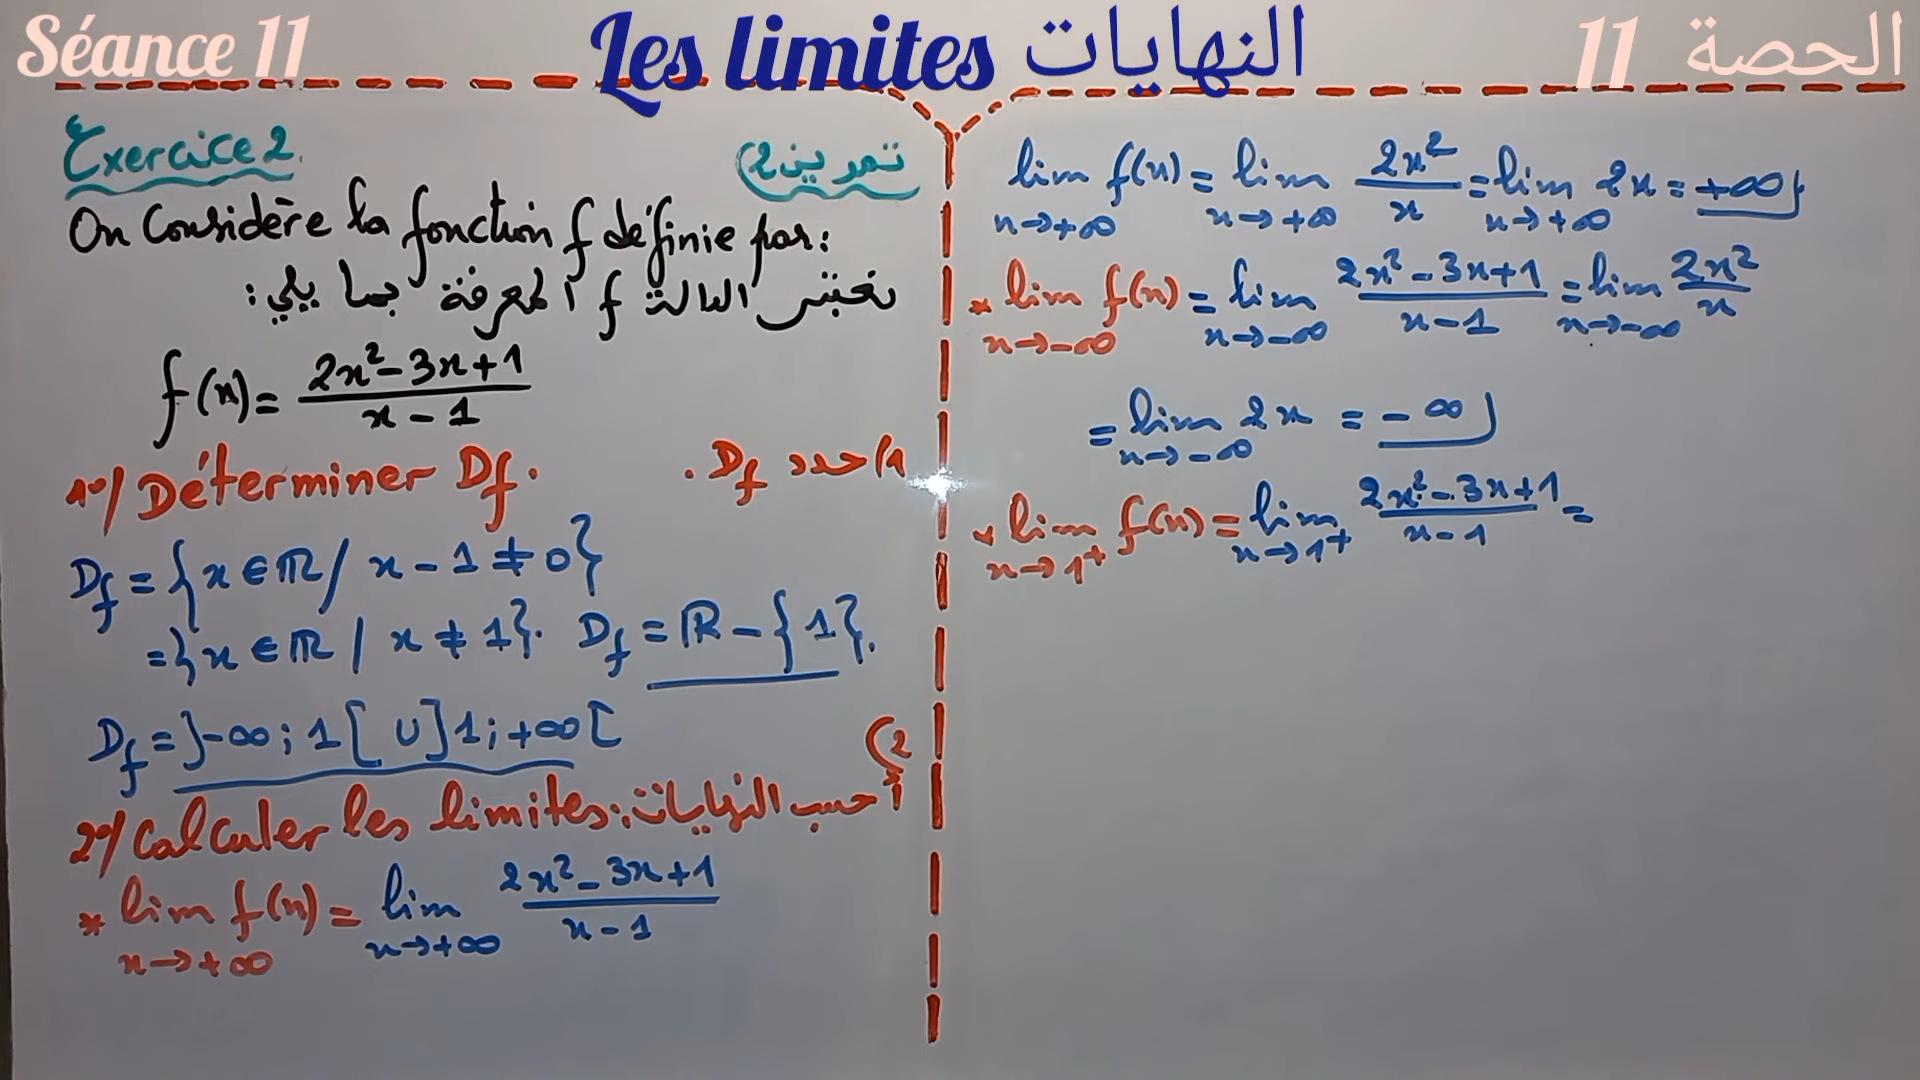 Séance 11
Les limites النهايات
الحصة 11
Exercice 2.
تمرين 2)
On Considère la fonction f définie par:
نعتبر الدالة f المعرفة بما يلي:
f(x) = (2x² - 3x + 1)/(x - 1)
1°/ Déterminer Df.
1) حدد Df.
Df = {x ∈ ℝ / x - 1 ≠ 0}
= {x ∈ ℝ / x ≠ 1}. Df = ℝ - {1}.
Df = ]-∞; 1[ ∪ ]1; +∞[
2)
2°/ Calculer les limites: أحسب النهايات
* lim x→+∞ f(x) = lim x→+∞ (2x² - 3x + 1)/(x - 1)
lim x→+∞ f(x) = lim x→+∞ 2x²/x = lim x→+∞ 2x = +∞
* lim x→-∞ f(x) = lim x→-∞ (2x² - 3x + 1)/(x - 1) = lim x→-∞ 2x²/x
= lim x→-∞ 2x = -∞
* lim x→1⁺ f(x) = lim x→1⁺ (2x² - 3x + 1)/(x - 1) =